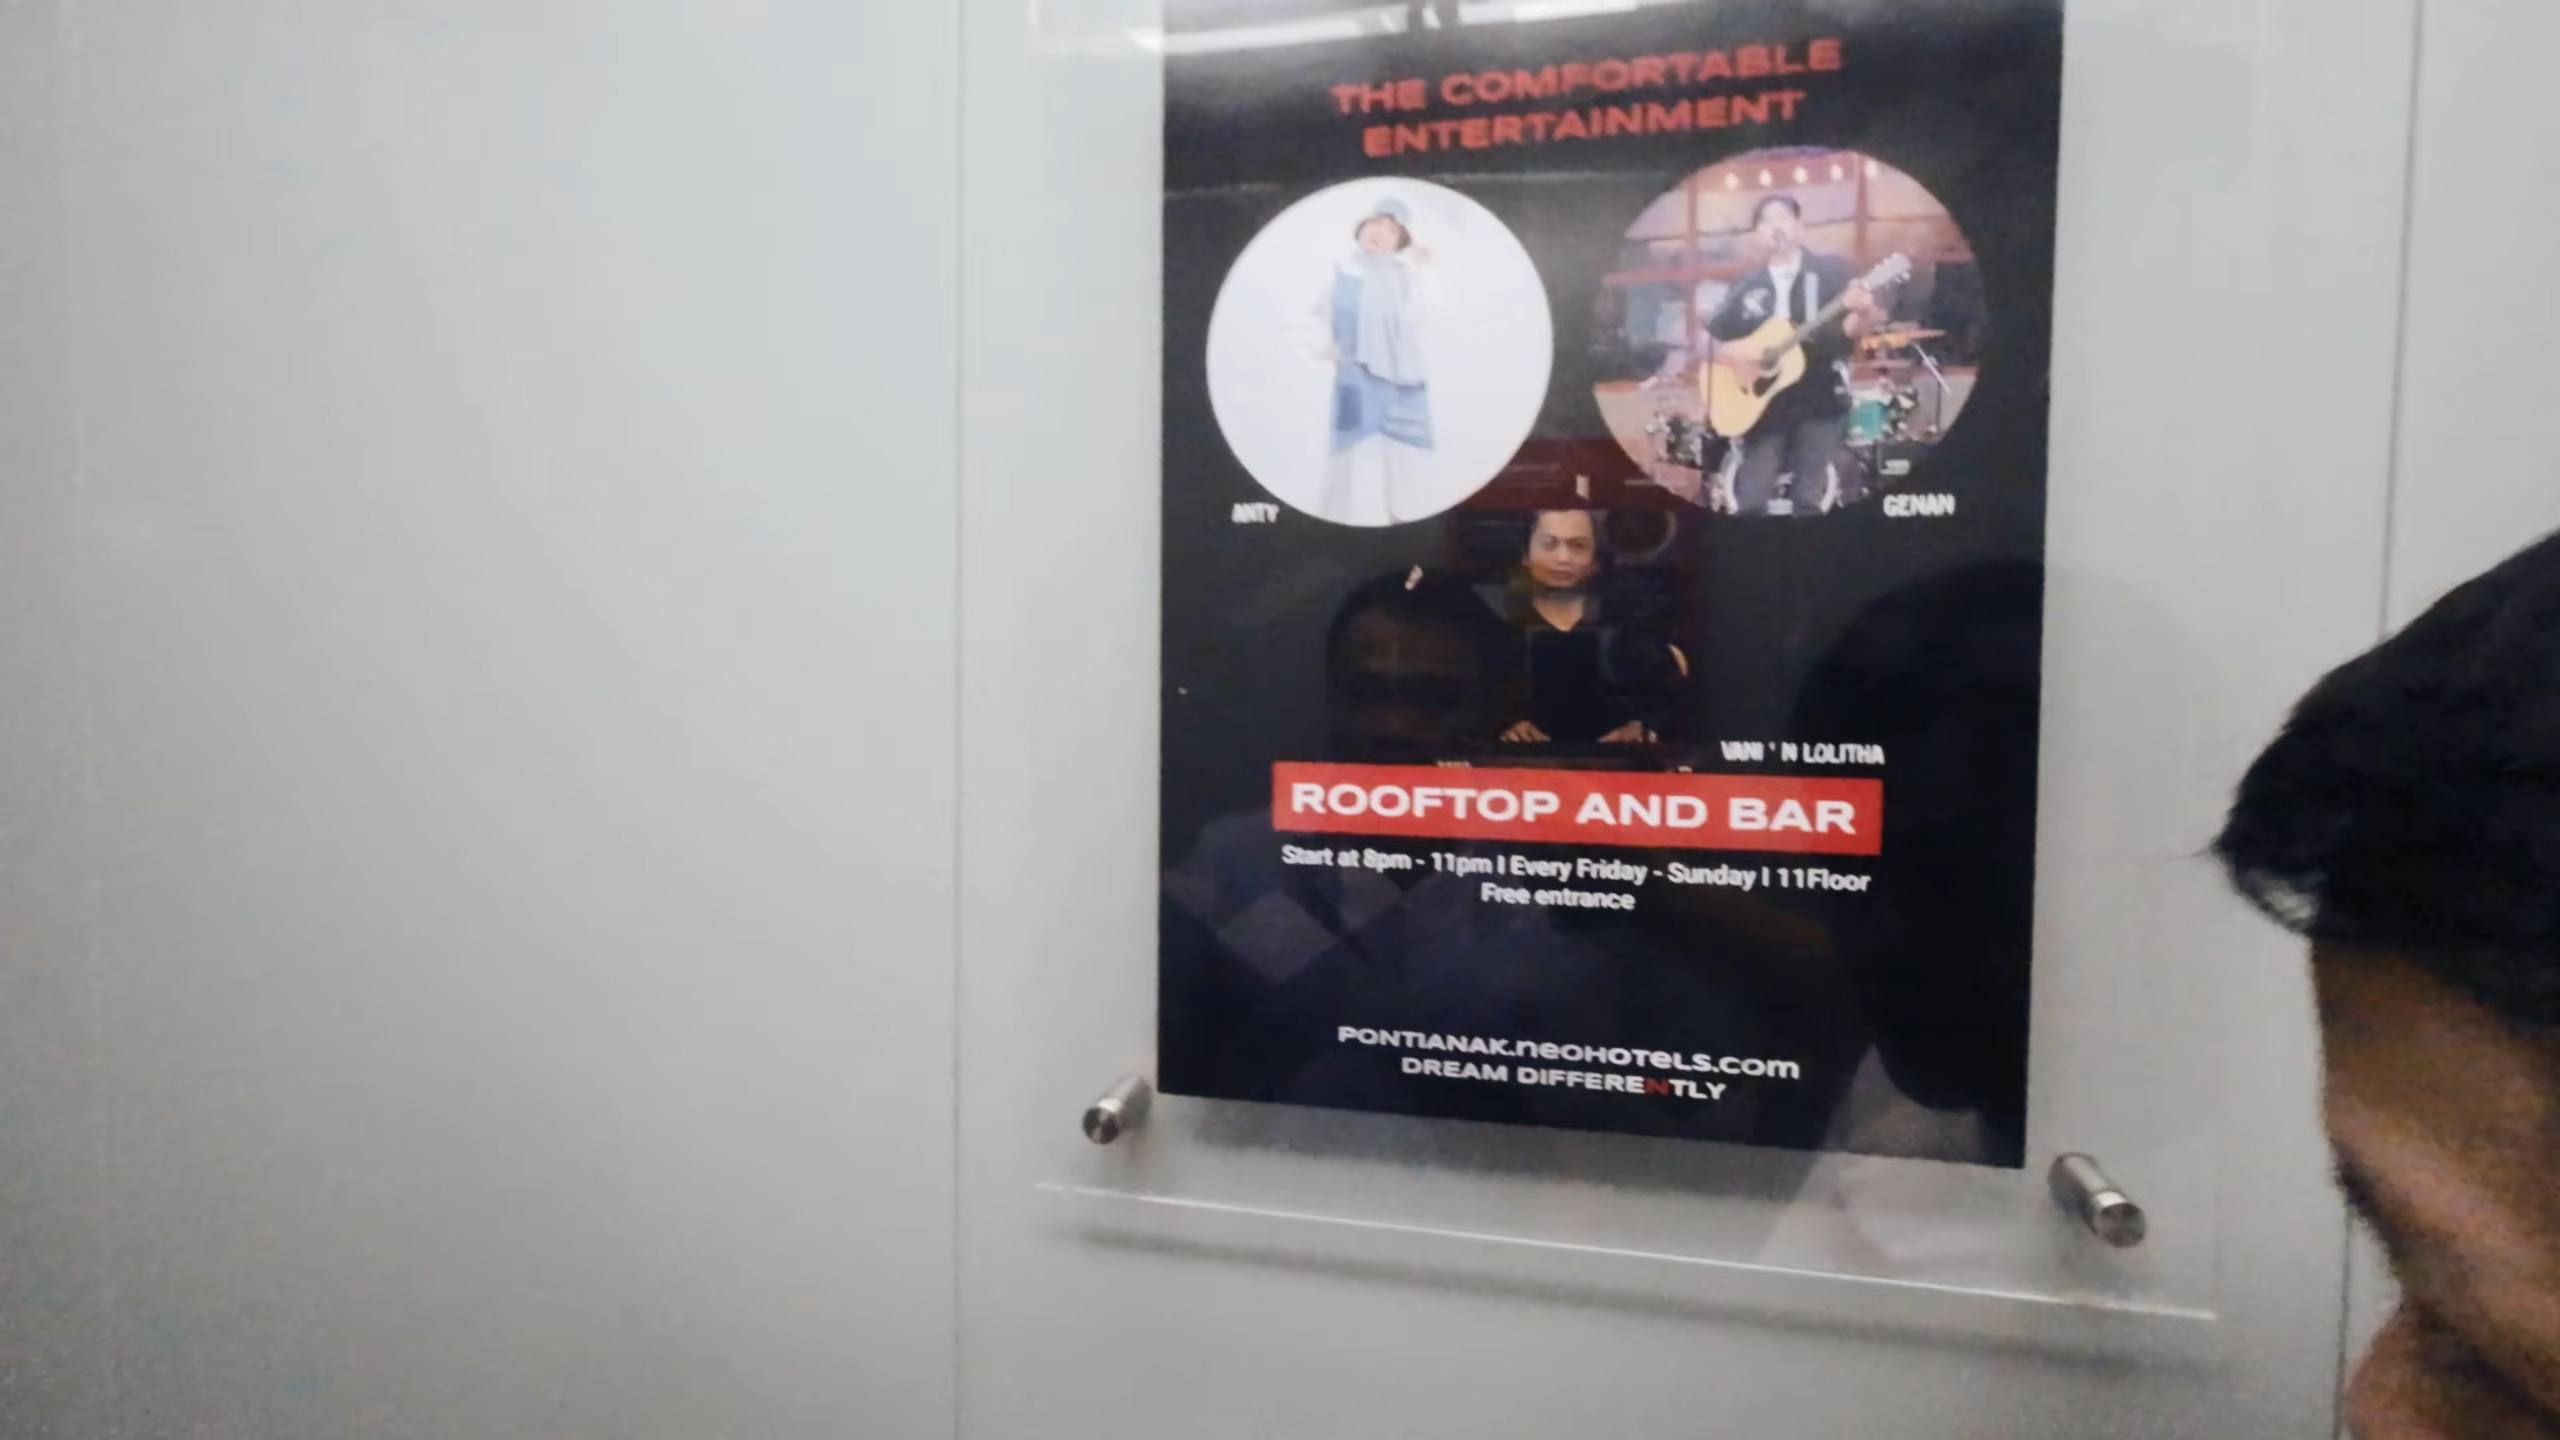 THE COMFORTABLE
ENTERTAINMENT
ANTY
GENAN
VANI ' N LOLITHA
ROOFTOP AND BAR
Start at 8pm - 11pm I Every Friday - Sunday I 11Floor
Free entrance
PONTIANAK.neoHOTeLS.com
DREAM DIFFERENTLY